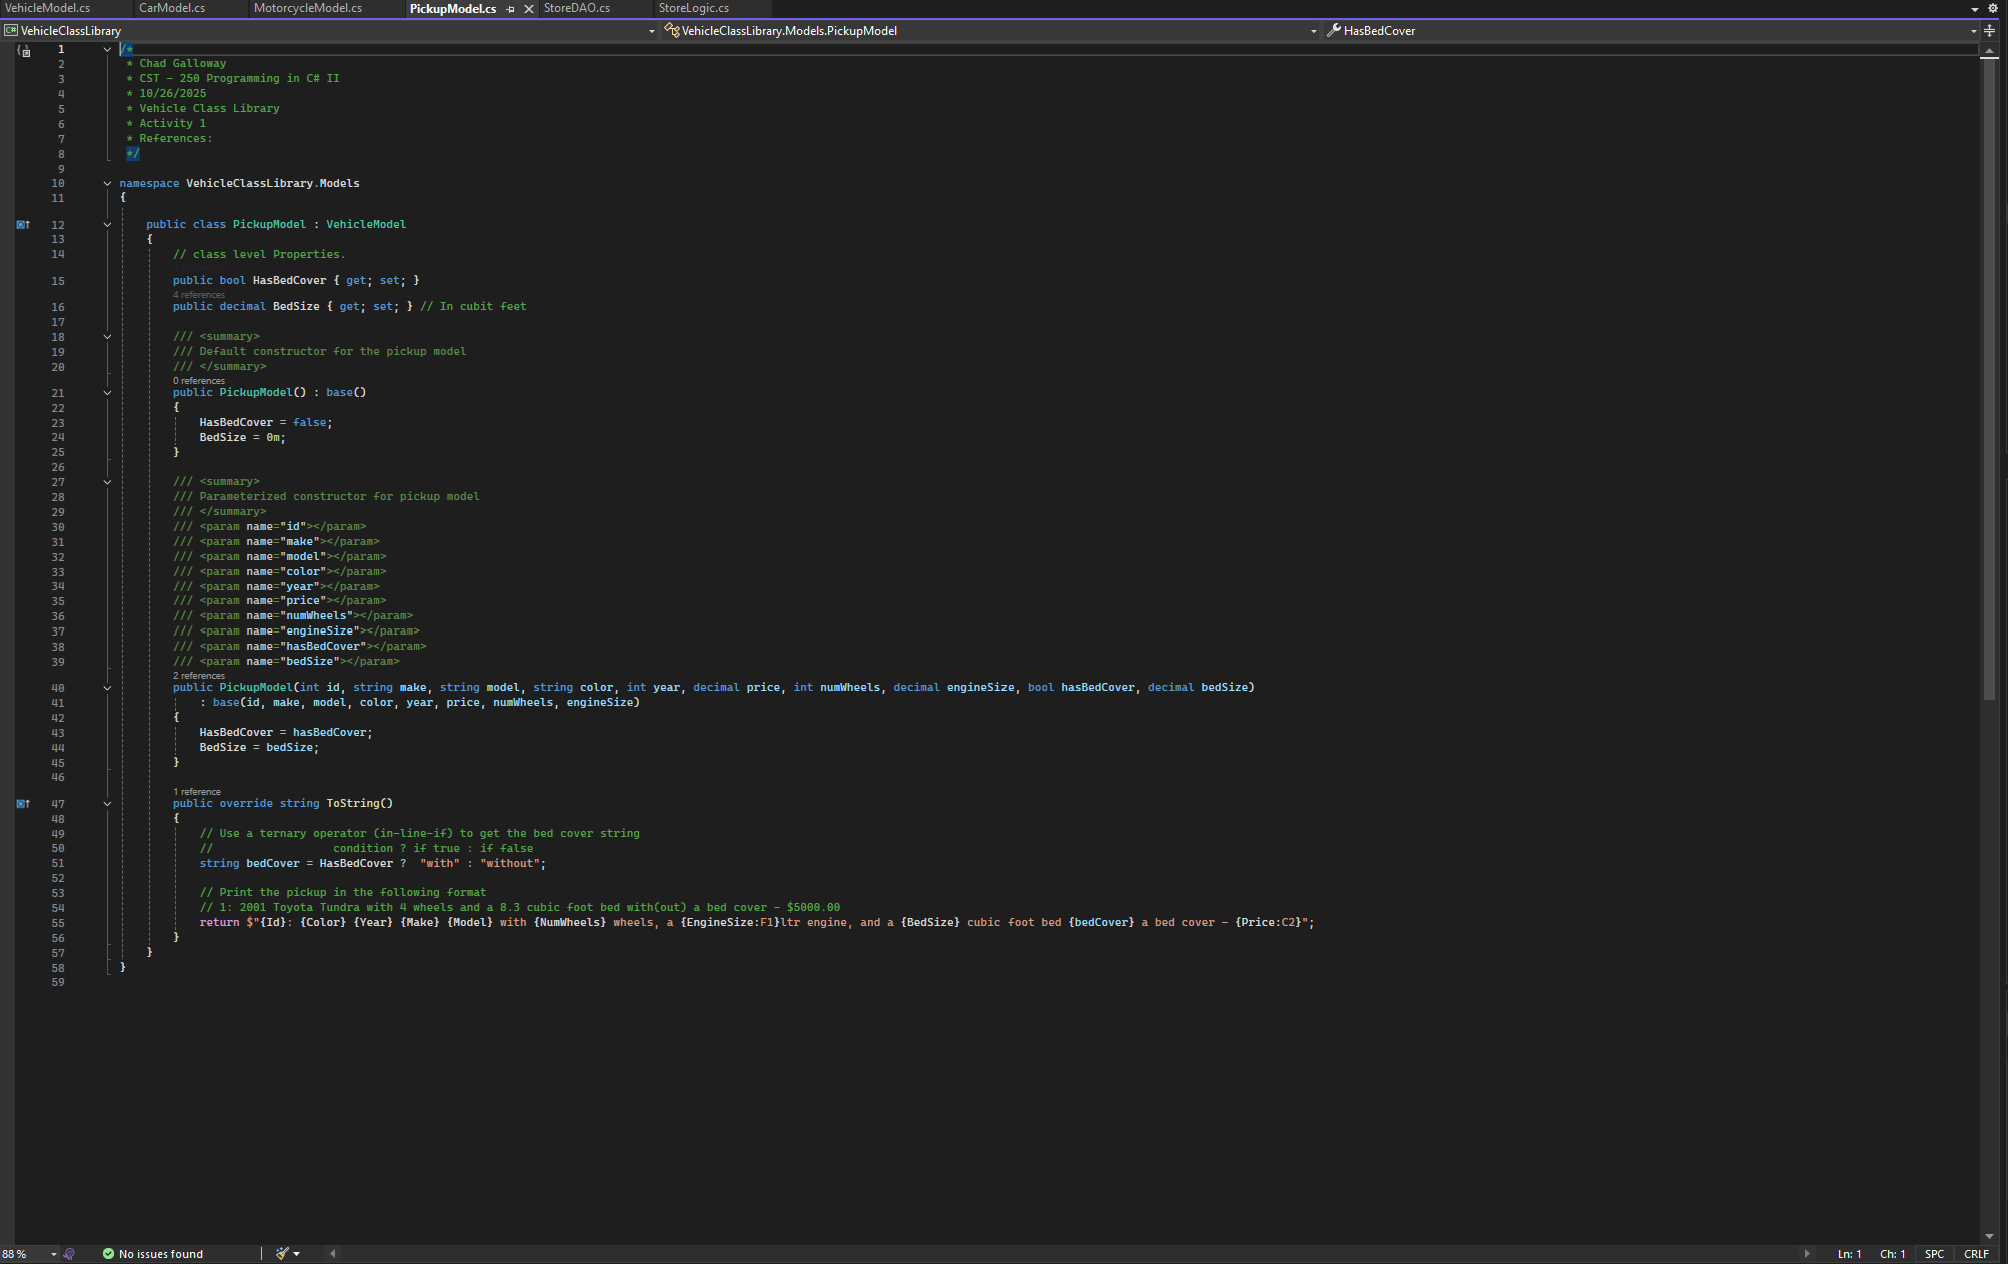 VehicleModel.cs CarModel.cs MotorcycleModel.cs PickupModel.cs StoreDAO.cs StoreLogic.cs
C# VehicleClassLibrary VehicleClassLibrary.Models.PickupModel HasBedCover
1 /*
2 * Chad Galloway
3 * CST - 250 Programming in C# II
4 * 10/26/2025
5 * Vehicle Class Library
6 * Activity 1
7 * References:
8 */
9
10 namespace VehicleClassLibrary.Models
11 {
12 public class PickupModel : VehicleModel
13 {
14 // class level Properties.
15 public bool HasBedCover { get; set; }
4 references
16 public decimal BedSize { get; set; } // In cubit feet
17
18 /// <summary>
19 /// Default constructor for the pickup model
20 /// </summary>
0 references
21 public PickupModel() : base()
22 {
23 HasBedCover = false;
24 BedSize = 0m;
25 }
26
27 /// <summary>
28 /// Parameterized constructor for pickup model
29 /// </summary>
30 /// <param name="id"></param>
31 /// <param name="make"></param>
32 /// <param name="model"></param>
33 /// <param name="color"></param>
34 /// <param name="year"></param>
35 /// <param name="price"></param>
36 /// <param name="numWheels"></param>
37 /// <param name="engineSize"></param>
38 /// <param name="hasBedCover"></param>
39 /// <param name="bedSize"></param>
2 references
40 public PickupModel(int id, string make, string model, string color, int year, decimal price, int numWheels, decimal engineSize, bool hasBedCover, decimal bedSize)
41 : base(id, make, model, color, year, price, numWheels, engineSize)
42 {
43 HasBedCover = hasBedCover;
44 BedSize = bedSize;
45 }
46
1 reference
47 public override string ToString()
48 {
49 // Use a ternary operator (in-line-if) to get the bed cover string
50 // condition ? if true : if false
51 string bedCover = HasBedCover ? "with" : "without";
52
53 // Print the pickup in the following format
54 // 1: 2001 Toyota Tundra with 4 wheels and a 8.3 cubic foot bed with(out) a bed cover - $5000.00
55 return $"{Id}: {Color} {Year} {Make} {Model} with {NumWheels} wheels, a {EngineSize:F1}ltr engine, and a {BedSize} cubic foot bed {bedCover} a bed cover - {Price:C2}";
56 }
57 }
58 }
59
88 % No issues found Ln: 1 Ch: 1 SPC CRLF